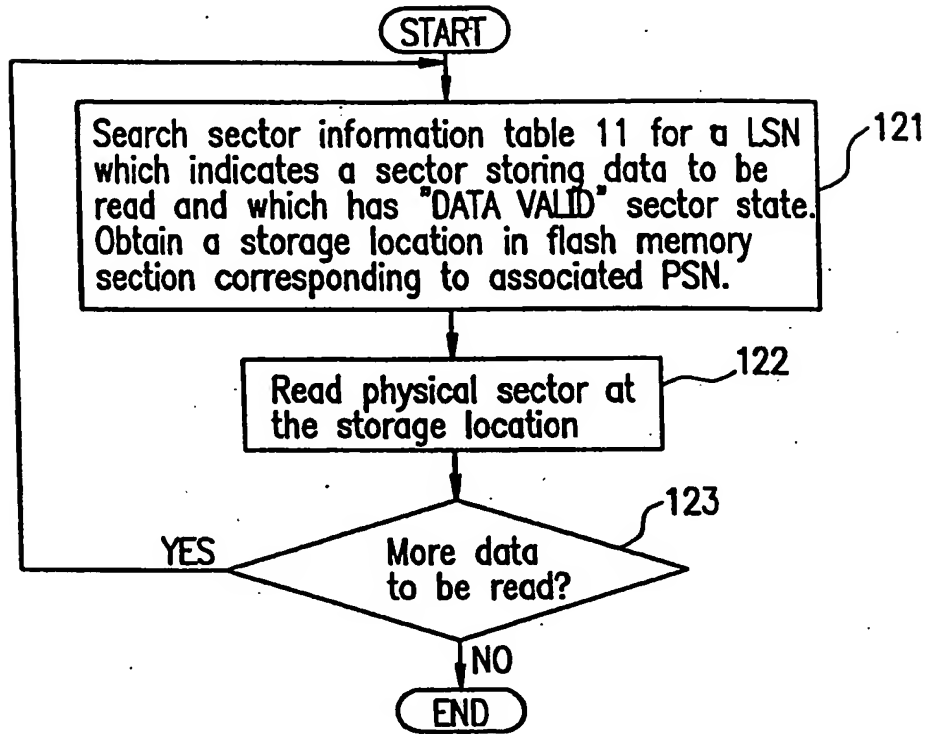 START
Search sector information table 11 for a LSN
which indicates a sector storing data to be
read and which has "DATA VALID" sector state.
Obtain a storage location in flash memory
section corresponding to associated PSN.
121
Read physical sector at
the storage location
122
More data
to be read?
123
YES
NO
END